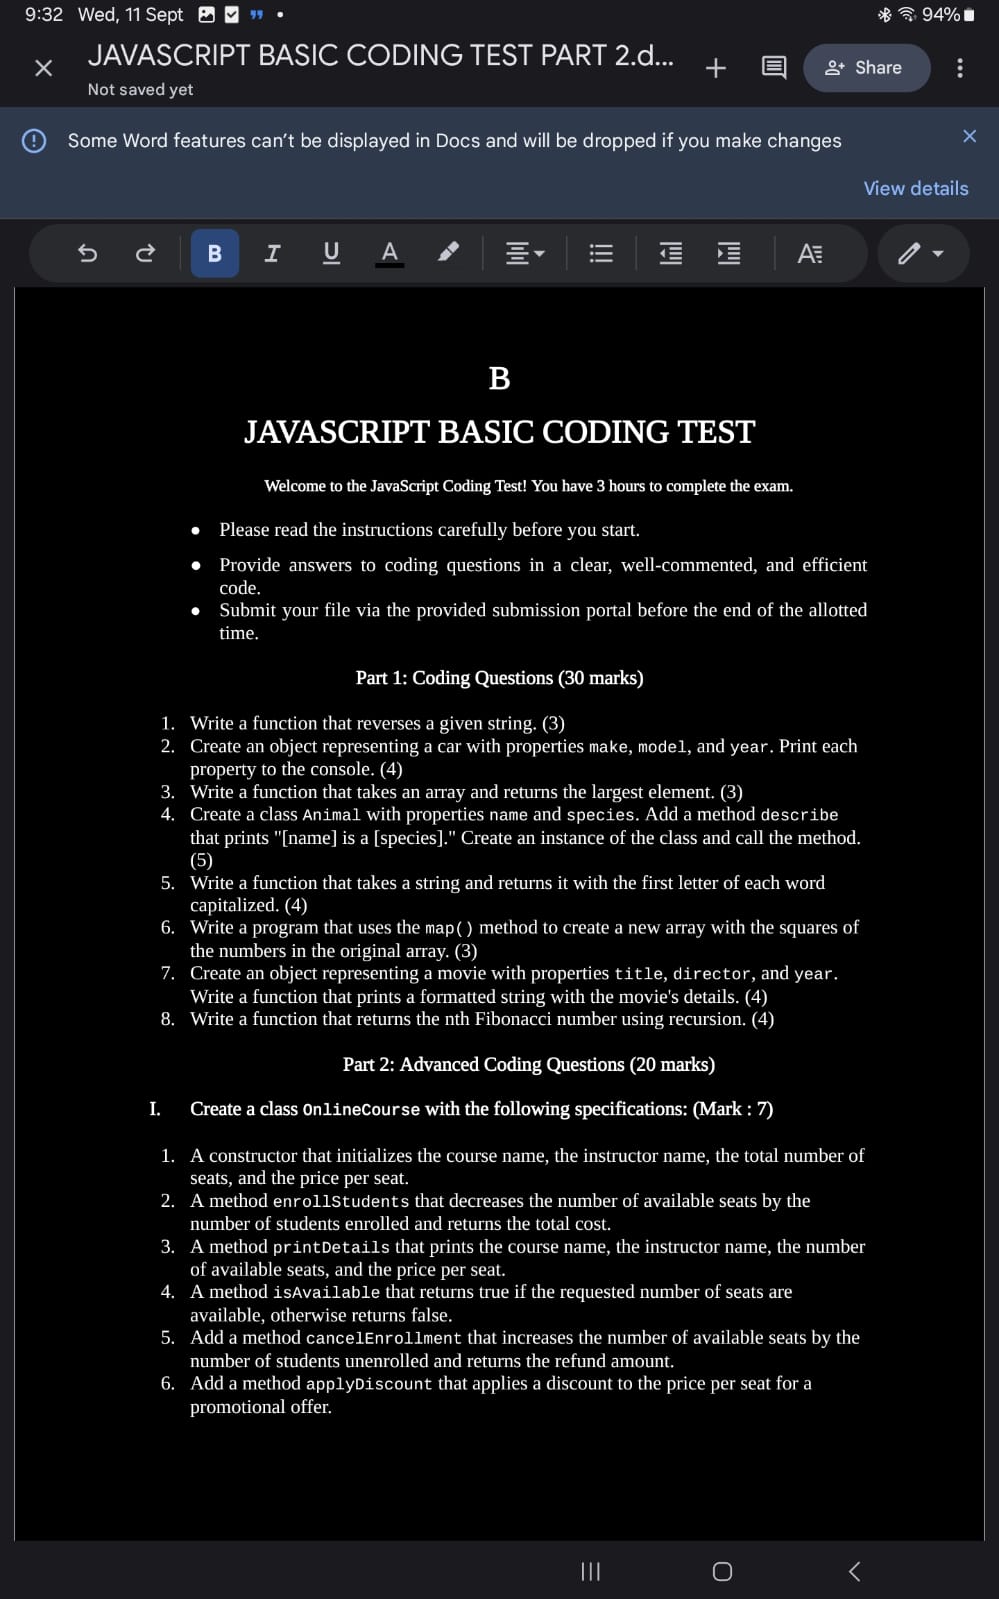 9:32 Wed, 11 Sept
94%
JAVASCRIPT BASIC CODING TEST PART 2.d...
Not saved yet
Share
Some Word features can't be displayed in Docs and will be dropped if you make changes
View details
B I U A
B
JAVASCRIPT BASIC CODING TEST
Welcome to the JavaScript Coding Test! You have 3 hours to complete the exam.
● Please read the instructions carefully before you start.
● Provide answers to coding questions in a clear, well-commented, and efficient
code.
● Submit your file via the provided submission portal before the end of the allotted
time.
Part 1: Coding Questions (30 marks)
1. Write a function that reverses a given string. (3)
2. Create an object representing a car with properties make, model, and year. Print each
property to the console. (4)
3. Write a function that takes an array and returns the largest element. (3)
4. Create a class Animal with properties name and species. Add a method describe
that prints "[name] is a [species]." Create an instance of the class and call the method.
(5)
5. Write a function that takes a string and returns it with the first letter of each word
capitalized. (4)
6. Write a program that uses the map() method to create a new array with the squares of
the numbers in the original array. (3)
7. Create an object representing a movie with properties title, director, and year.
Write a function that prints a formatted string with the movie's details. (4)
8. Write a function that returns the nth Fibonacci number using recursion. (4)
Part 2: Advanced Coding Questions (20 marks)
I. Create a class OnlineCourse with the following specifications: (Mark : 7)
1. A constructor that initializes the course name, the instructor name, the total number of
seats, and the price per seat.
2. A method enrollStudents that decreases the number of available seats by the
number of students enrolled and returns the total cost.
3. A method printDetails that prints the course name, the instructor name, the number
of available seats, and the price per seat.
4. A method isAvailable that returns true if the requested number of seats are
available, otherwise returns false.
5. Add a method cancelEnrollment that increases the number of available seats by the
number of students unenrolled and returns the refund amount.
6. Add a method applyDiscount that applies a discount to the price per seat for a
promotional offer.